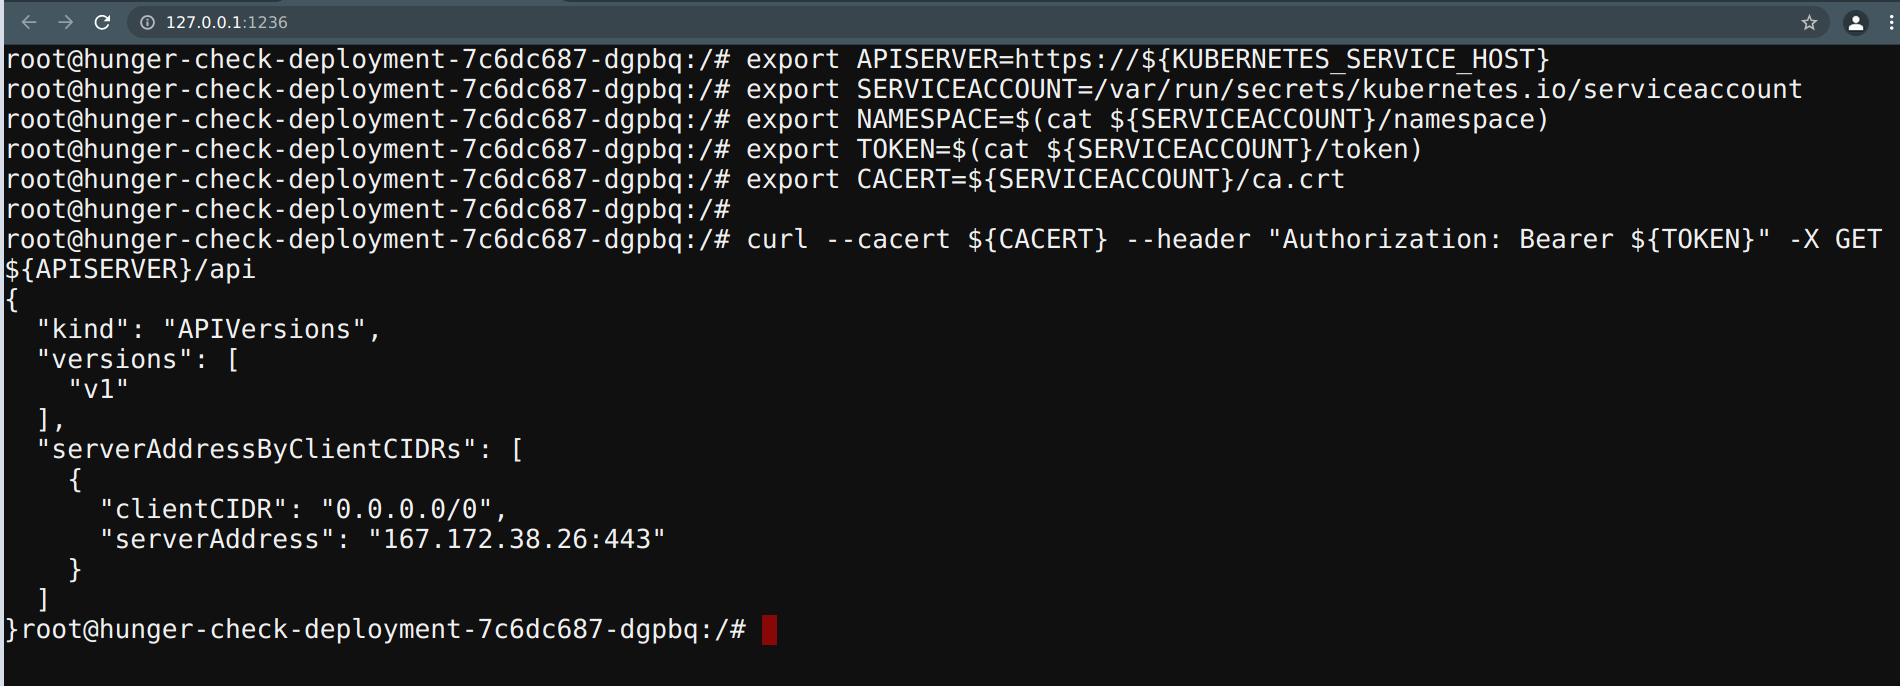 127.0.0.1:1236
root@hunger-check-deployment-7c6dc687-dgpbq:/# export APISERVER=https://${KUBERNETES_SERVICE_HOST}
root@hunger-check-deployment-7c6dc687-dgpbq:/# export SERVICEACCOUNT=/var/run/secrets/kubernetes.io/serviceaccount
root@hunger-check-deployment-7c6dc687-dgpbq:/# export NAMESPACE=$(cat ${SERVICEACCOUNT}/namespace)
root@hunger-check-deployment-7c6dc687-dgpbq:/# export TOKEN=$(cat ${SERVICEACCOUNT}/token)
root@hunger-check-deployment-7c6dc687-dgpbq:/# export CACERT=${SERVICEACCOUNT}/ca.crt
root@hunger-check-deployment-7c6dc687-dgpbq:/#
root@hunger-check-deployment-7c6dc687-dgpbq:/# curl --cacert ${CACERT} --header "Authorization: Bearer ${TOKEN}" -X GET
${APISERVER}/api
{
  "kind": "APIVersions",
  "versions": [
    "v1"
  ],
  "serverAddressByClientCIDRs": [
    {
      "clientCIDR": "0.0.0.0/0",
      "serverAddress": "167.172.38.26:443"
    }
  ]
}root@hunger-check-deployment-7c6dc687-dgpbq:/#